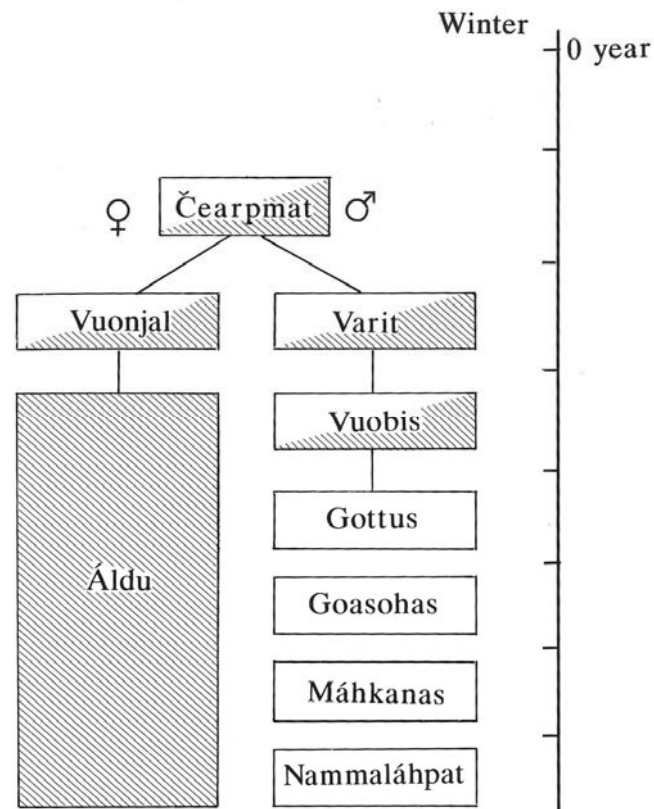 Winter
0 year
♀ Čearpmat ♂
Vuonjal
Varit
Vuobis
Gottus
Áldu
Goasohas
Máhkanas
Nammaláhpat